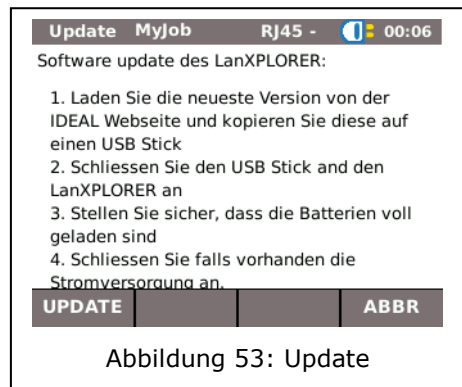 Update MyJob RJ45 - 00:06
Software update des LanXPLORER:
1. Laden Sie die neueste Version von der
IDEAL Webseite und kopieren Sie diese auf
einen USB Stick
2. Schliessen Sie den USB Stick and den
LanXPLORER an
3. Stellen Sie sicher, dass die Batterien voll
geladen sind
4. Schliessen Sie falls vorhanden die
Stromversorgung an.
UPDATE ABBR
Abbildung 53: Update